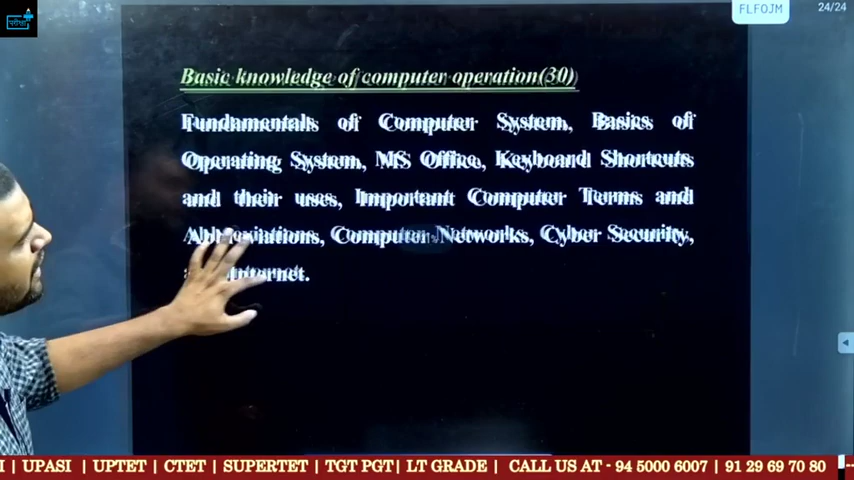 परीक्षा
FLFOJM
24/24
Basic knowledge of computer operation(30)
Fundamentals of Computer System, Basics of
Operating System, MS Office, Keyboard Shortcuts
and their uses, Important Computer Terms and
Abbreviations, Computer Networks, Cyber Security,
Internet.
I | UPASI | UPTET | CTET | SUPERTET | TGT PGT| LT GRADE | CALL US AT - 94 5000 6007 | 91 29 69 70 80